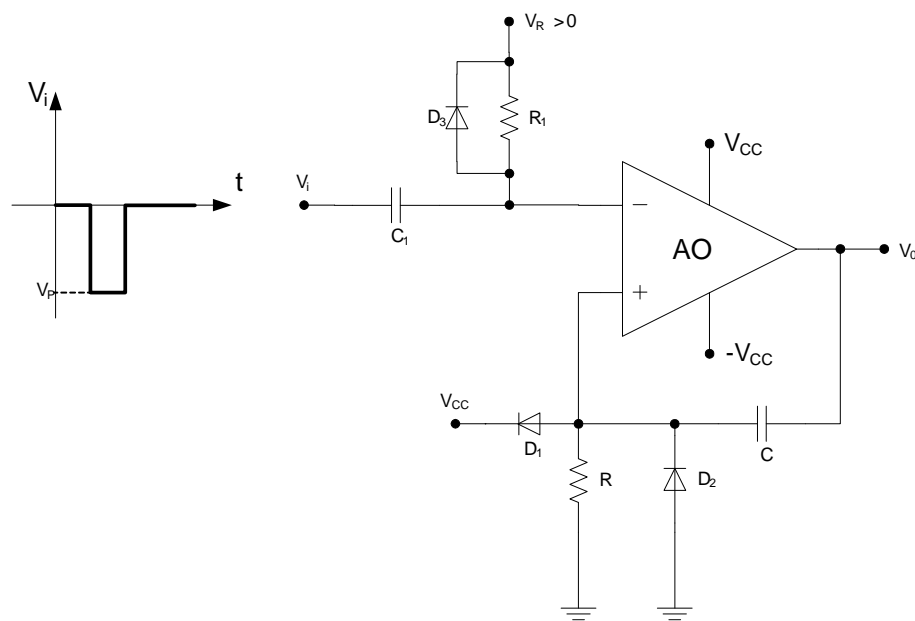 V_R >0
V_i
D_3
R_1
V_CC
t
V_i
−
C_1
AO
V_0
V_P
+
-V_CC
V_CC
D_1
C
R
D_2